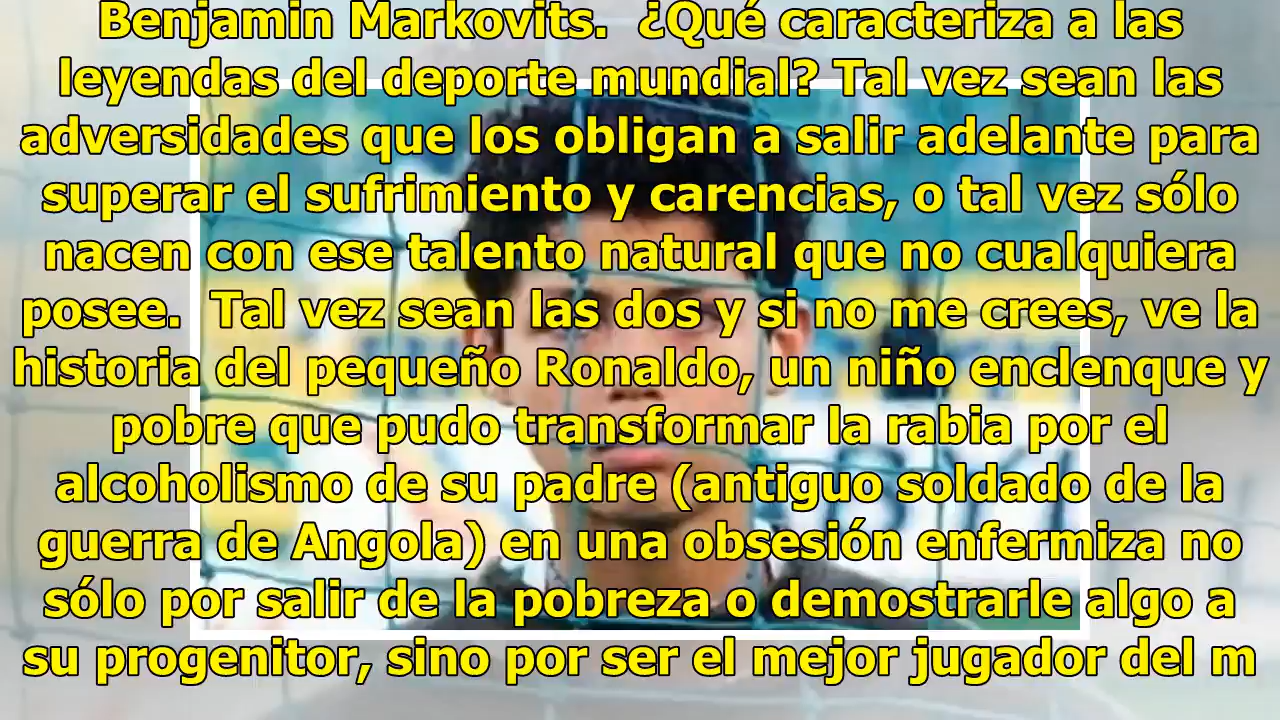 Benjamin Markovits.  ¿Qué caracteriza a las
leyendas del deporte mundial? Tal vez sean las
adversidades que los obligan a salir adelante para
superar el sufrimiento y carencias, o tal vez sólo
nacen con ese talento natural que no cualquiera
posee.  Tal vez sean las dos y si no me crees, ve la
historia del pequeño Ronaldo, un niño enclenque y
pobre que pudo transformar la rabia por el
alcoholismo de su padre (antiguo soldado de la
guerra de Angola) en una obsesión enfermiza no
sólo por salir de la pobreza o demostrarle algo a
su progenitor, sino por ser el mejor jugador del m